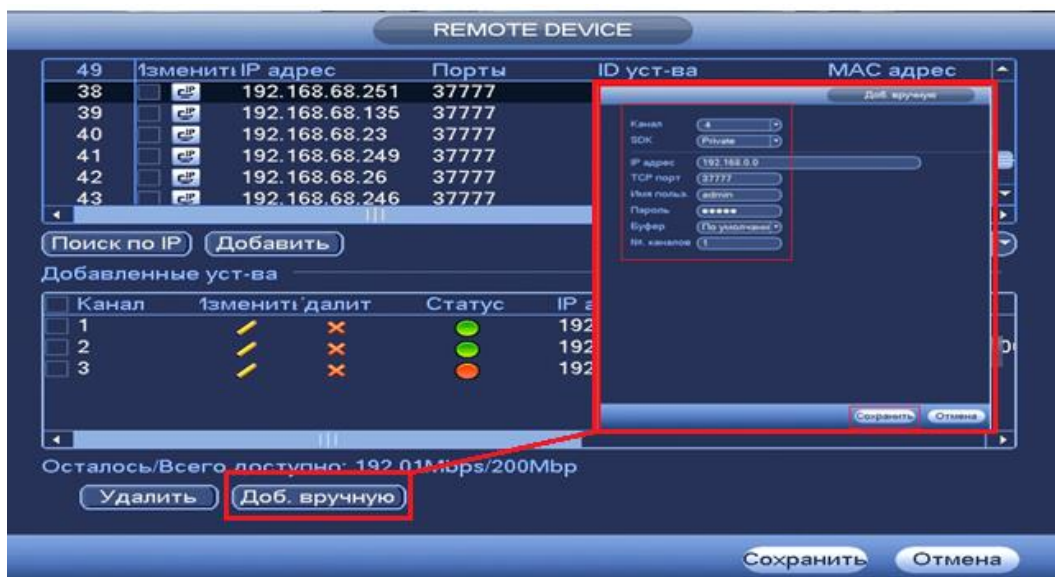 REMOTE DEVICE
49 Ізменитı IP адрес Порты ID уст-ва МАС адрес
38 192.168.68.251 37777
39 192.168.68.135 37777
40 192.168.68.23 37777
41 192.168.68.249 37777
42 192.168.68.26 37777
43 192.168.68.246 37777
Поиск по IP Добавить
Добавленные уст-ва
Канал Ізменитı далит Статус IP а
1 192
2 192
3 192
Осталось/Всего доступно: 192.01Mbps/200Mbp
Удалить Доб. вручную
Сохранить Отмена
Доб. вручную
Канал 4
SDK Private
IP адрес 192.168.0.0
TCP порт 37777
Имя польз. admin
Пароль •••••
Буфер По умолчанию
№. каналов 1
Сохранить Отмена